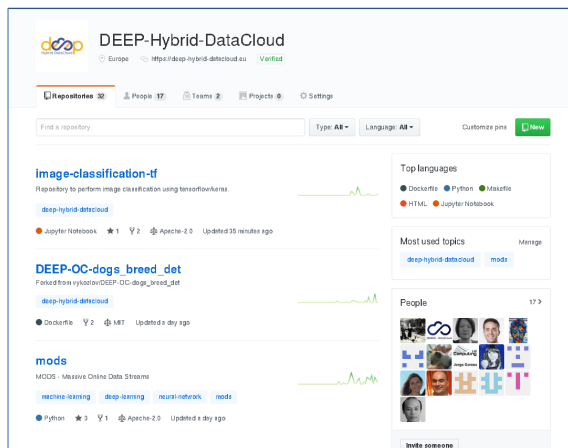 deep
Hybrid DataCloud
DEEP-Hybrid-DataCloud
Europe https://deep-hybrid-datacloud.eu Verified
Repositories 32 People 17 Teams 2 Projects 0 Settings
Find a repository Type: All Language: All Customize pins New
image-classification-tf
Repository to perform image classification using tensorflow/keras.
deep-hybrid-datacloud
Jupyter Notebook 1 2 Apache-2.0 Updated 35 minutes ago
DEEP-OC-dogs_breed_det
Forked from vykozlov/DEEP-OC-dogs_breed_det
deep-hybrid-datacloud
Dockerfile 2 MIT Updated a day ago
mods
MODS - Massive Online Data Streams
machine-learning deep-learning neural-network mods
Python 3 1 Apache-2.0 Updated a day ago
Top languages
Dockerfile Python Makefile
HTML Jupyter Notebook
Most used topics Manage
deep-hybrid-datacloud mods
People 17
Computing
Jorge Gomes
Invite someone